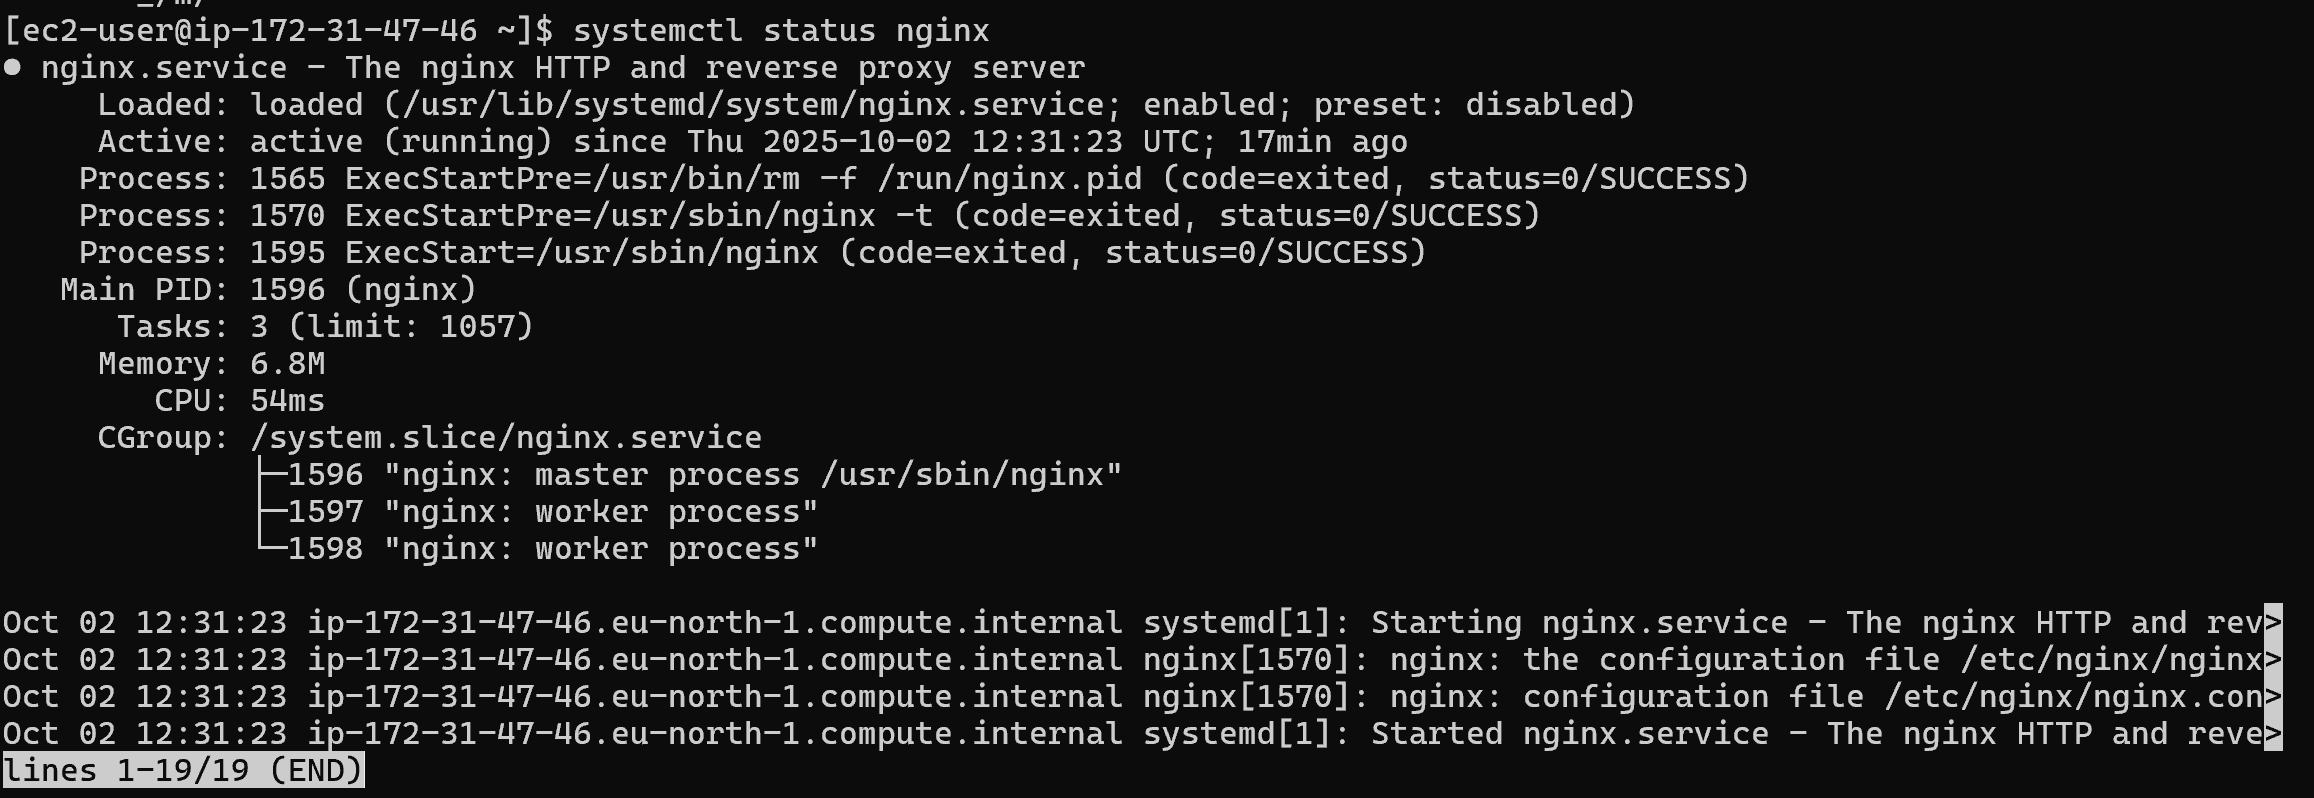 [ec2-user@ip-172-31-47-46 ~]$ systemctl status nginx
● nginx.service - The nginx HTTP and reverse proxy server
     Loaded: loaded (/usr/lib/systemd/system/nginx.service; enabled; preset: disabled)
     Active: active (running) since Thu 2025-10-02 12:31:23 UTC; 17min ago
    Process: 1565 ExecStartPre=/usr/bin/rm -f /run/nginx.pid (code=exited, status=0/SUCCESS)
    Process: 1570 ExecStartPre=/usr/sbin/nginx -t (code=exited, status=0/SUCCESS)
    Process: 1595 ExecStart=/usr/sbin/nginx (code=exited, status=0/SUCCESS)
   Main PID: 1596 (nginx)
      Tasks: 3 (limit: 1057)
     Memory: 6.8M
        CPU: 54ms
     CGroup: /system.slice/nginx.service
             ├─1596 "nginx: master process /usr/sbin/nginx"
             ├─1597 "nginx: worker process"
             └─1598 "nginx: worker process"

Oct 02 12:31:23 ip-172-31-47-46.eu-north-1.compute.internal systemd[1]: Starting nginx.service - The nginx HTTP and rev>
Oct 02 12:31:23 ip-172-31-47-46.eu-north-1.compute.internal nginx[1570]: nginx: the configuration file /etc/nginx/nginx>
Oct 02 12:31:23 ip-172-31-47-46.eu-north-1.compute.internal nginx[1570]: nginx: configuration file /etc/nginx/nginx.con>
Oct 02 12:31:23 ip-172-31-47-46.eu-north-1.compute.internal systemd[1]: Started nginx.service - The nginx HTTP and reve>
lines 1-19/19 (END)